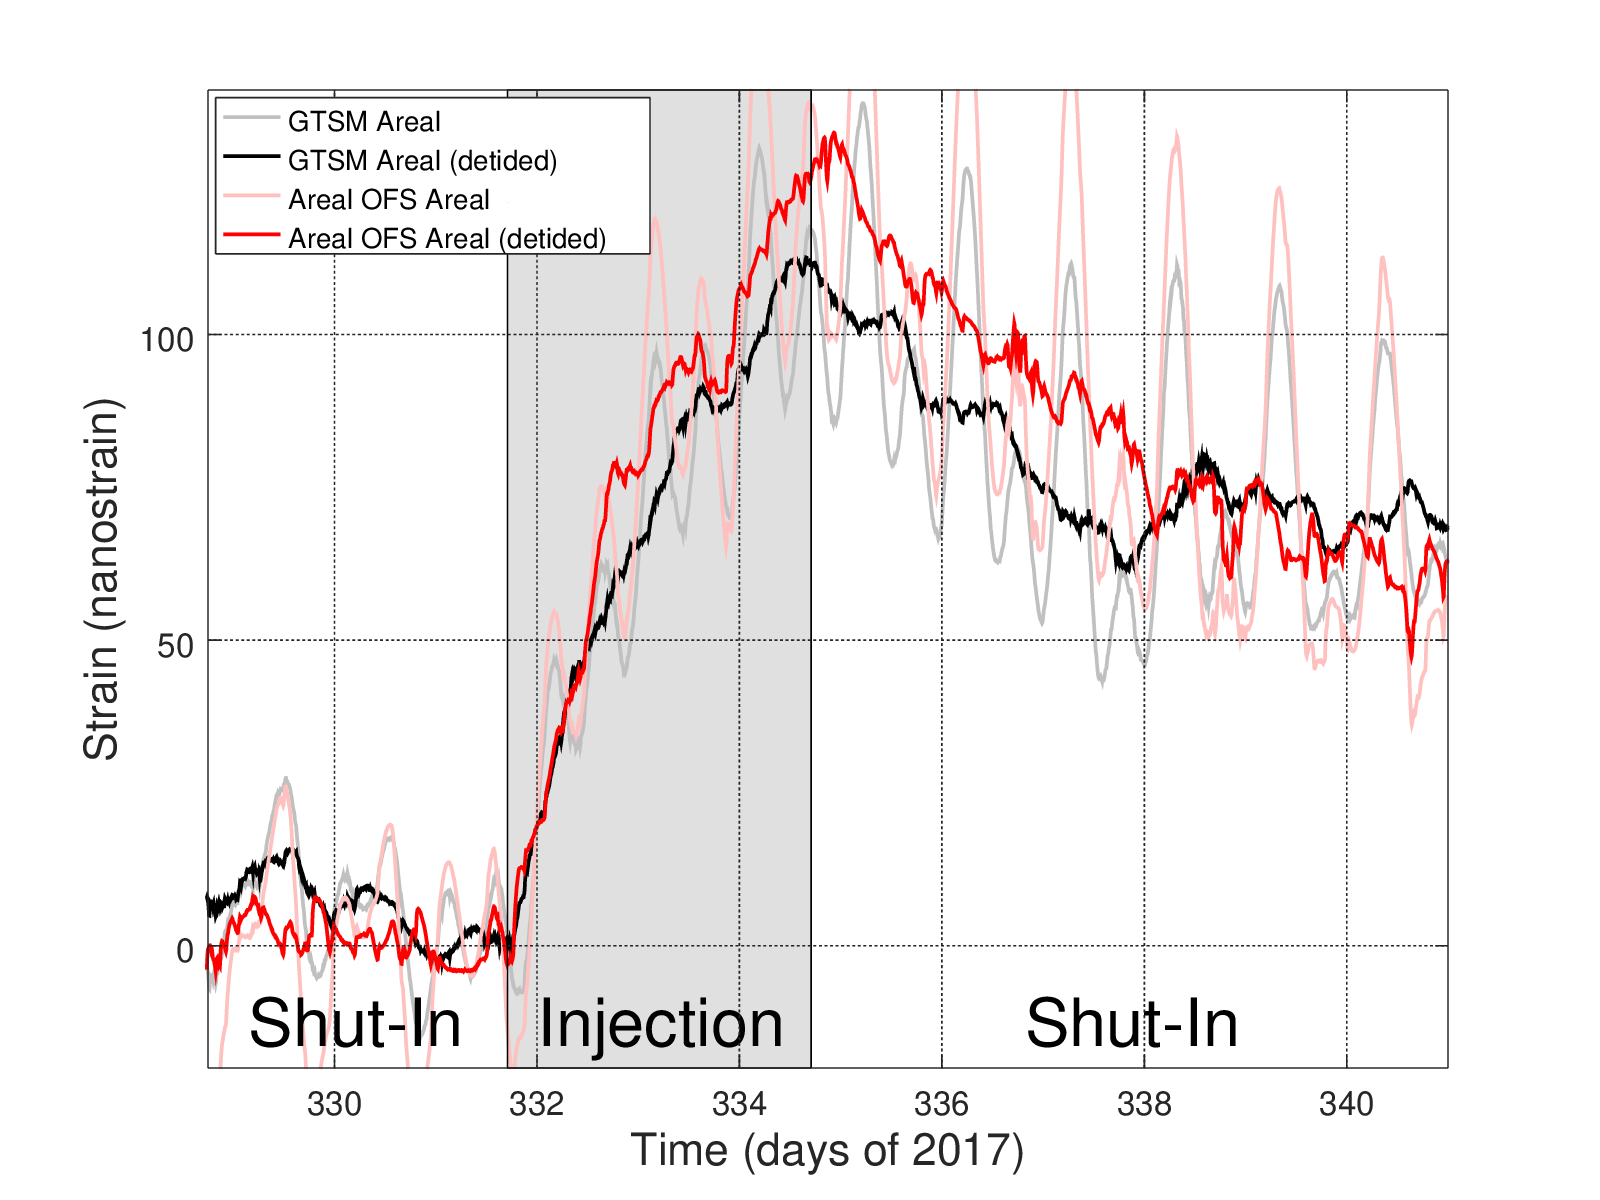 GTSM Areal
GTSM Areal (detided)
Areal OFS Areal
Areal OFS Areal (detided)
100
50
0
Strain (nanostrain)
Shut-In
Injection
Shut-In
330
332
334
336
338
340
Time (days of 2017)